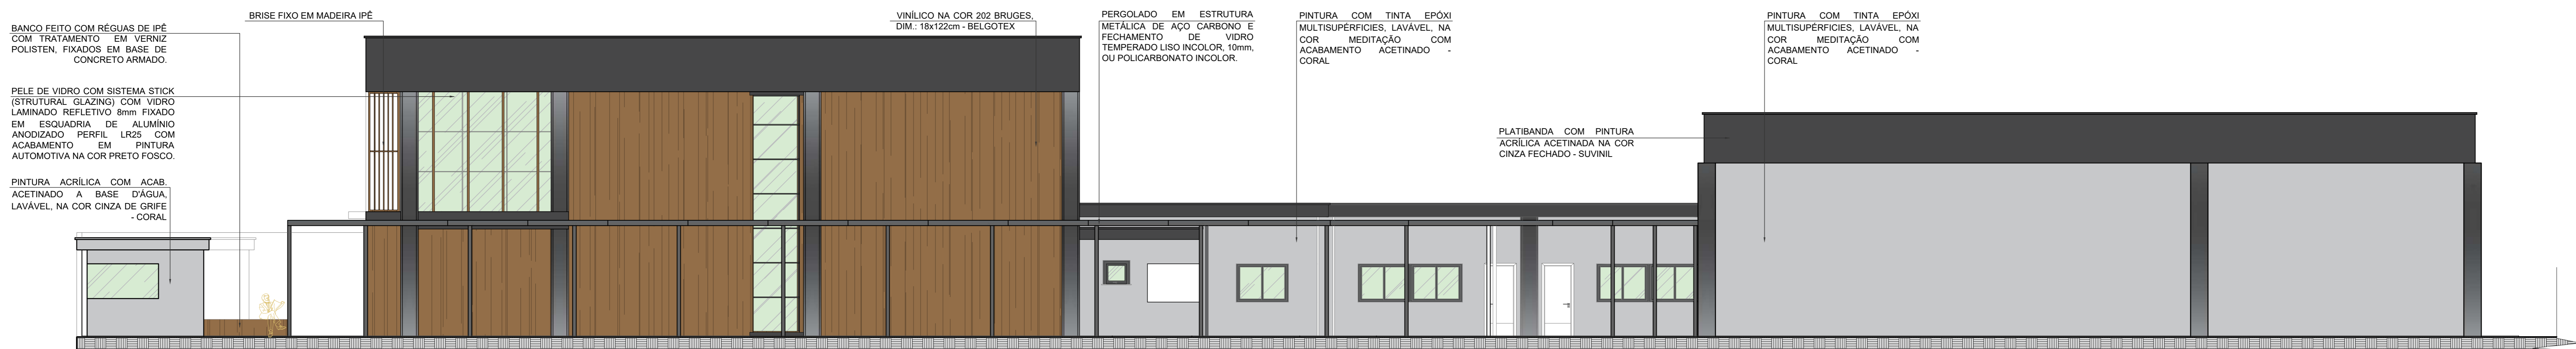 BANCO FEITO COM RÉGUAS DE IPÊ
COM TRATAMENTO EM VERNIZ
POLISTEN, FIXADOS EM BASE DE
CONCRETO ARMADO.
PELE DE VIDRO COM SISTEMA STICK
(STRUTURAL GLAZING) COM VIDRO
LAMINADO REFLETIVO 8mm FIXADO
EM ESQUADRIA DE ALUMÍNIO
ANODIZADO PERFIL LR25 COM
ACABAMENTO EM PINTURA
AUTOMOTIVA NA COR PRETO FOSCO.
PINTURA ACRÍLICA COM ACAB.
ACETINADO A BASE D'ÁGUA,
LAVÁVEL, NA COR CINZA DE GRIFE
- CORAL
BRISE FIXO EM MADEIRA IPÊ
VINÍLICO NA COR 202 BRUGES,
DIM.: 18x122cm - BELGOTEX
PERGOLADO EM ESTRUTURA
METÁLICA DE AÇO CARBONO E
FECHAMENTO DE VIDRO
TEMPERADO LISO INCOLOR, 10mm,
OU POLICARBONATO INCOLOR.
PINTURA COM TINTA EPÓXI
MULTISUPÉRFICIES, LAVÁVEL, NA
COR MEDITAÇÃO COM
ACABAMENTO ACETINADO -
CORAL
PLATIBANDA COM PINTURA
ACRÍLICA ACETINADA NA COR
CINZA FECHADO - SUVINIL
PINTURA COM TINTA EPÓXI
MULTISUPÉRFICIES, LAVÁVEL, NA
COR MEDITAÇÃO COM
ACABAMENTO ACETINADO -
CORAL